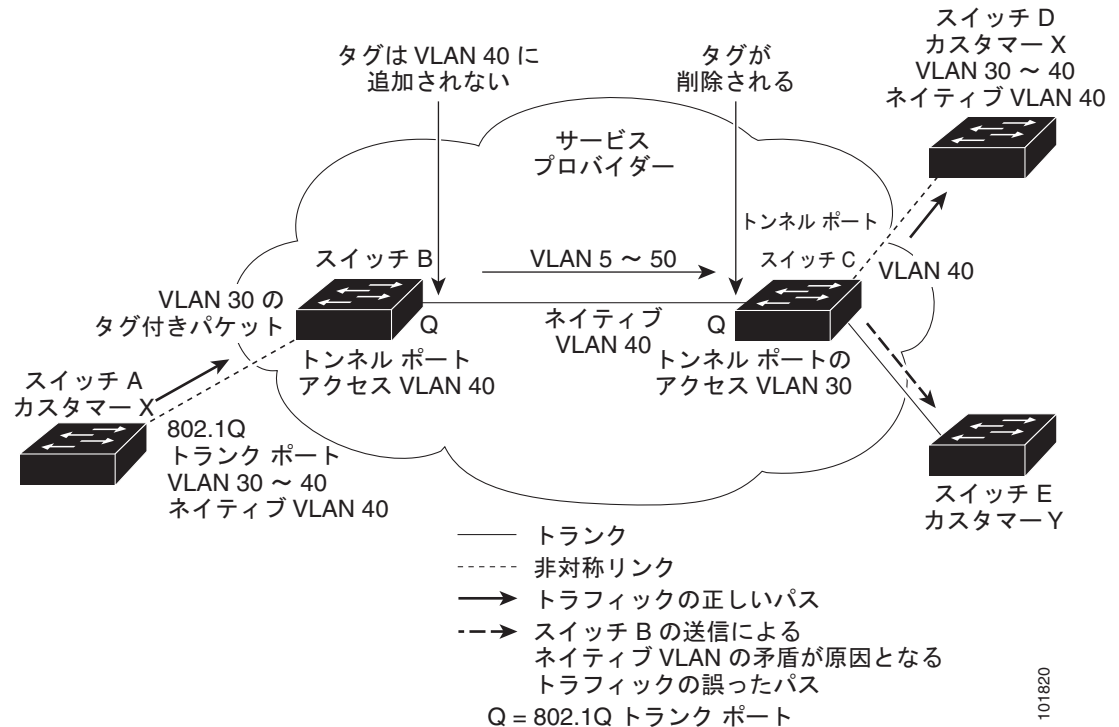 スイッチ D
カスタマー X
VLAN 30 ～ 40
ネイティブ VLAN 40
タグは VLAN 40 に
追加されない
タグが
削除される
サービス
プロバイダー
トンネル ポート
スイッチ B
VLAN 5 ～ 50
スイッチ C
VLAN 40
VLAN 30 の
タグ付きパケット
Q
ネイティブ
VLAN 40
Q
トンネル ポート
アクセス VLAN 40
トンネル ポートの
アクセス VLAN 30
スイッチ A
カスタマー X
802.1Q
トランク ポート
VLAN 30 ～ 40
ネイティブ VLAN 40
スイッチ E
カスタマー Y
トランク
非対称リンク
トラフィックの正しいパス
スイッチ B の送信による
ネイティブ VLAN の矛盾が原因となる
トラフィックの誤ったパス
Q = 802.1Q トランク ポート
101820